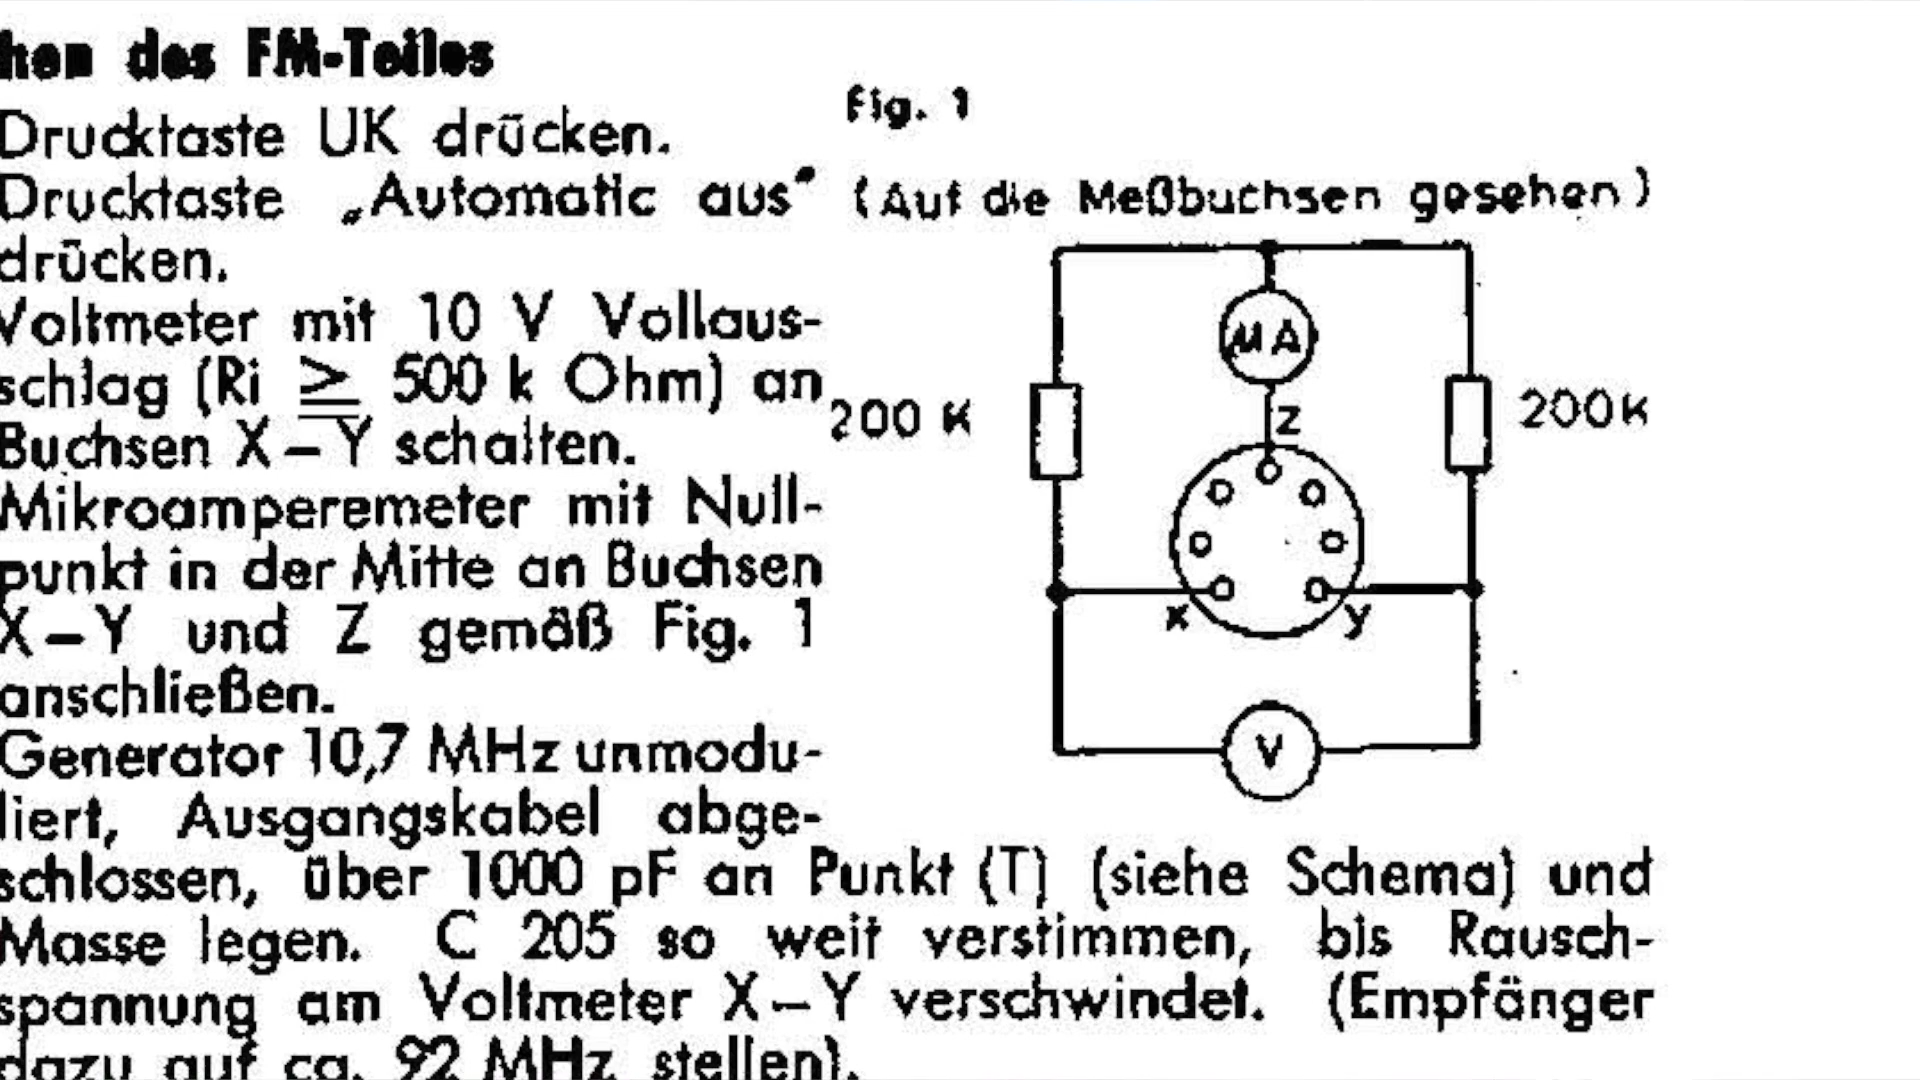 hen des FM-Teiles
Drucktaste UK drücken.
Drucktaste „Automatic aus"
drücken.
Voltmeter mit 10 V Vollaus-
schlag (Ri ≧ 500 k Ohm) an
Buchsen X – Y schalten.
Mikroamperemeter mit Null-
punkt in der Mitte an Buchsen
X – Y und Z gemäß Fig. 1
anschließen.
Generator 10,7 MHz unmodu-
liert, Ausgangskabel abge-
schlossen, über 1000 pF an Punkt (T) (siehe Schema) und
Masse legen. C 205 so weit verstimmen, bis Rausch-
spannung am Voltmeter X – Y verschwindet. (Empfänger
dazu auf ca. 92 MHz stellen).
Fig. 1
(Auf die Meßbuchsen gesehen)
µA
200 K
200K
z
x
y
V